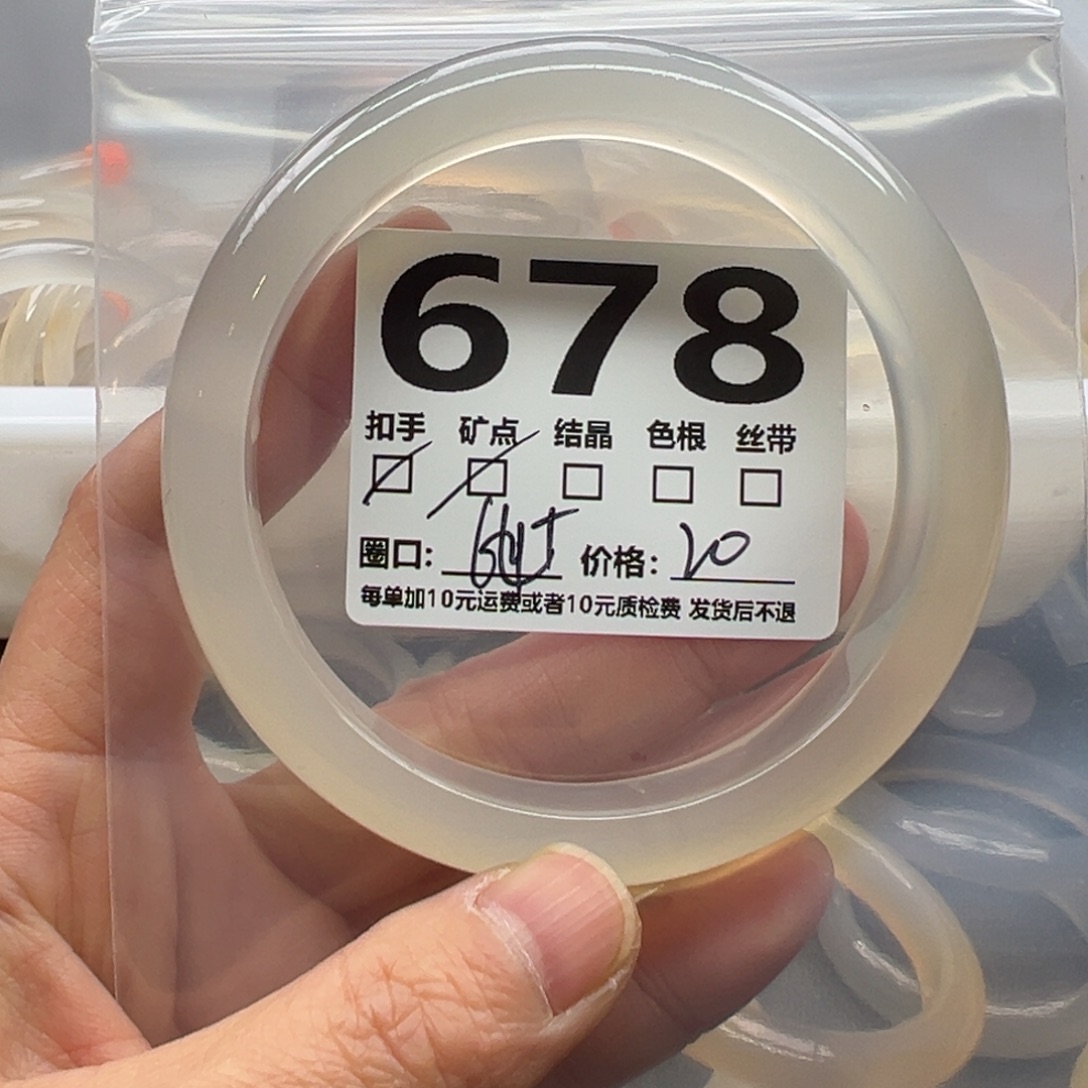 678
扣手 矿点 结晶 色根 丝带
圈口: 价格: 20
每单加10元运费或者10元质检费 发货后不退